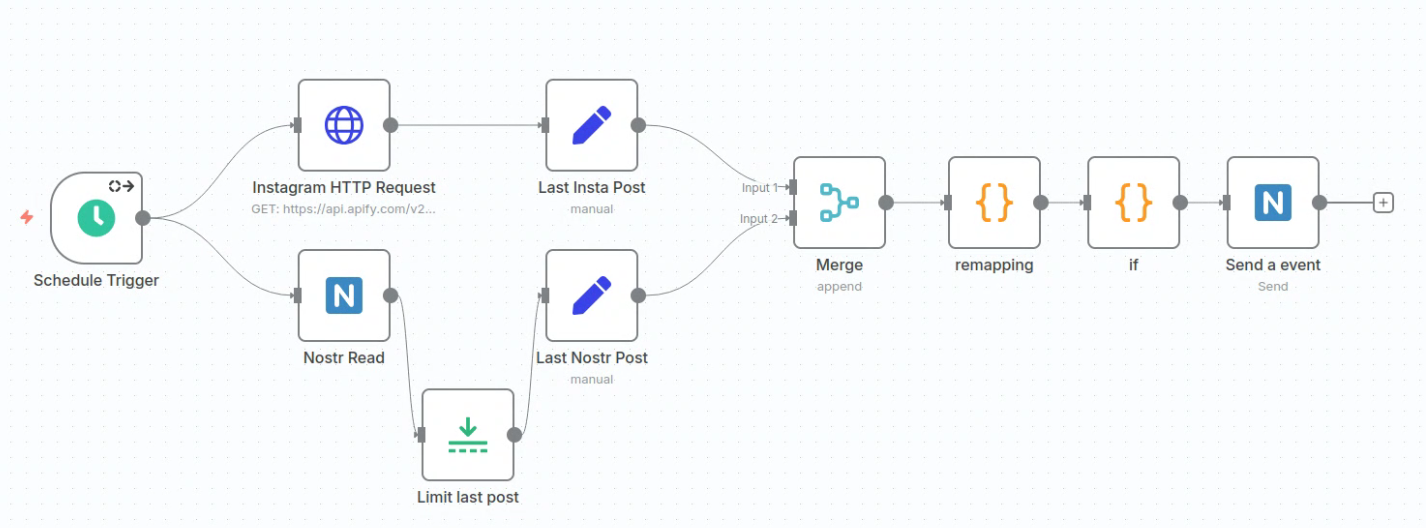 Schedule Trigger
Instagram HTTP Request
GET: https://api.apify.com/v2...
Last Insta Post
manual
Nostr Read
Limit last post
Last Nostr Post
manual
Input 1
Input 2
Merge
append
{}
remapping
{}
if
N
Send a event
Send
N
+